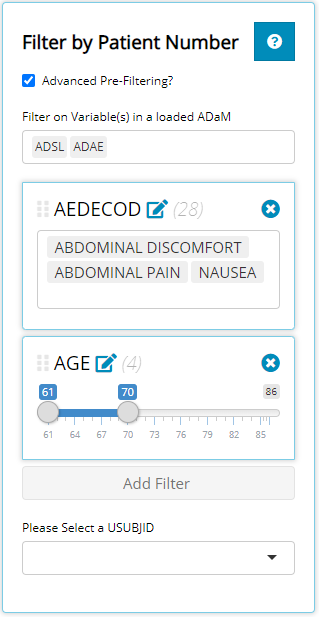 Filter by Patient Number
?
Advanced Pre-Filtering?
Filter on Variable(s) in a loaded ADaM
ADSL ADAE
AEDECOD (28)
ABDOMINAL DISCOMFORT
ABDOMINAL PAIN NAUSEA
AGE (4)
61 70 86
61 64 67 70 73 76 79 82 85
Add Filter
Please Select a USUBJID